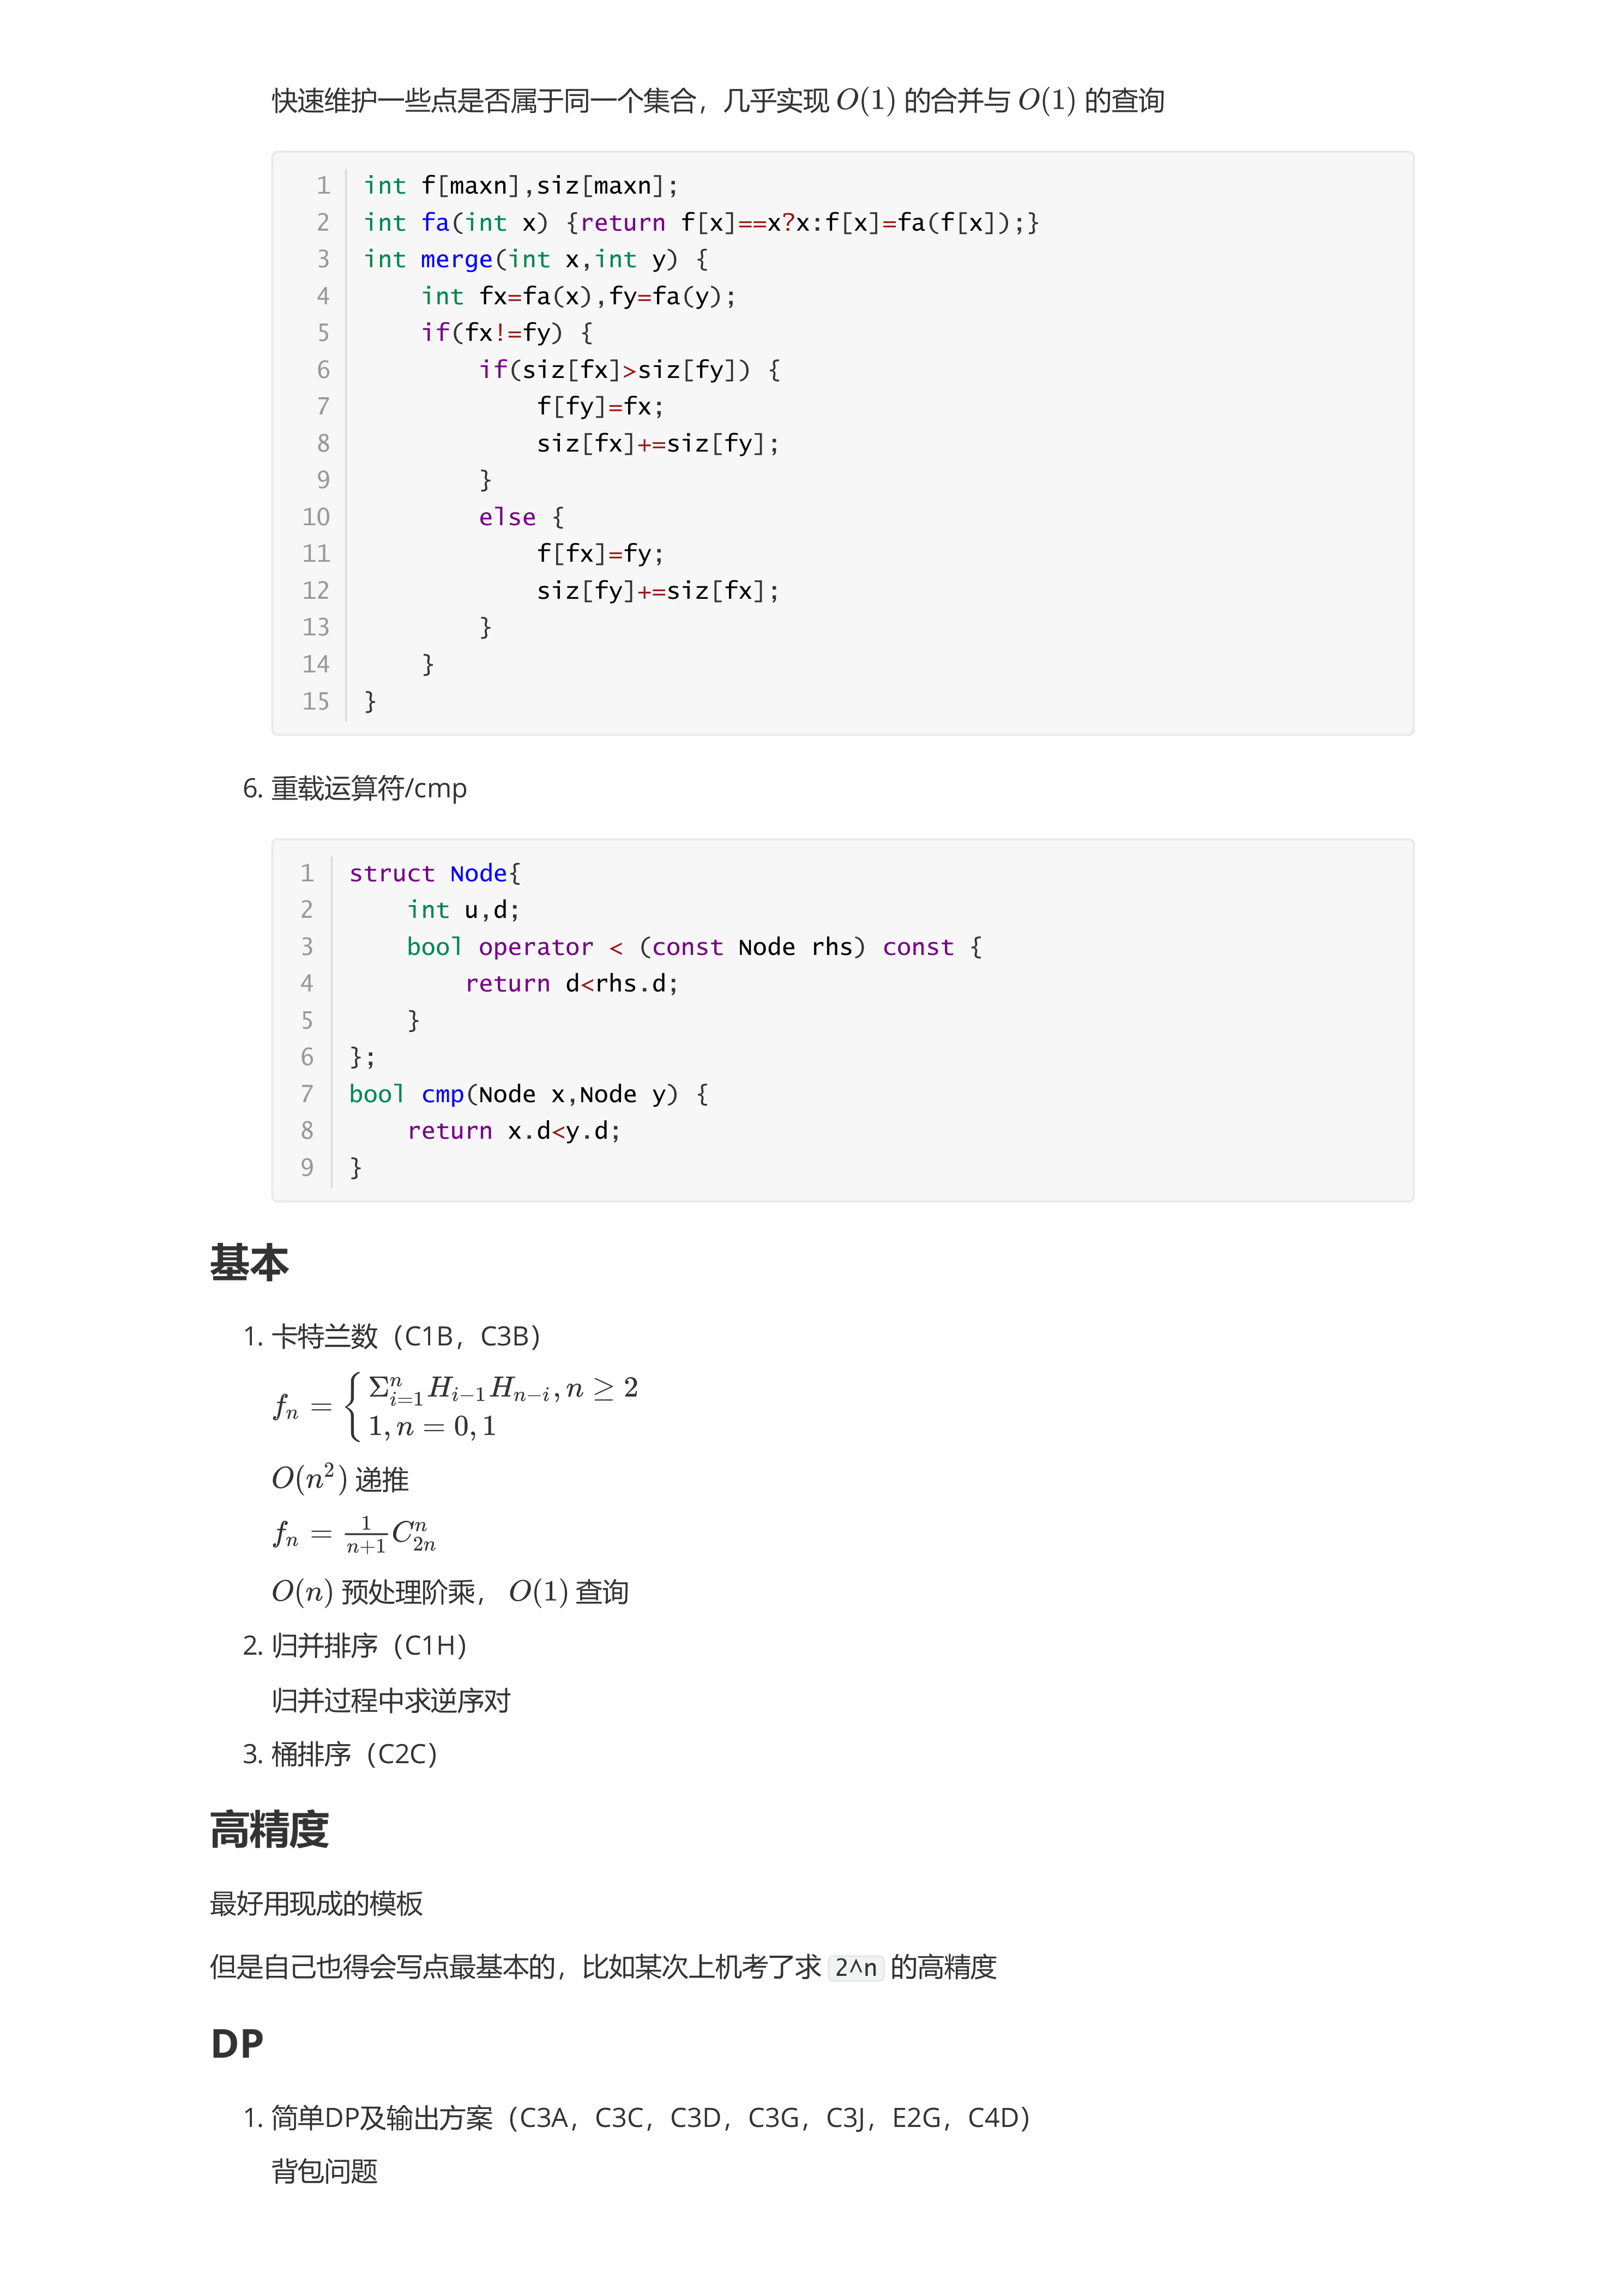 快速维护一些点是否属于同一个集合，几乎实现 O(1) 的合并与 O(1) 的查询
1 int f[maxn],siz[maxn];
2 int fa(int x) {return f[x]==x?x:f[x]=fa(f[x]);}
3 int merge(int x,int y) {
4     int fx=fa(x),fy=fa(y);
5     if(fx!=fy) {
6         if(siz[fx]>siz[fy]) {
7             f[fy]=fx;
8             siz[fx]+=siz[fy];
9         }
10         else {
11             f[fx]=fy;
12             siz[fy]+=siz[fx];
13         }
14     }
15 }
6. 重载运算符/cmp
1 struct Node{
2     int u,d;
3     bool operator < (const Node rhs) const {
4         return d<rhs.d;
5     }
6 };
7 bool cmp(Node x,Node y) {
8     return x.d<y.d;
9 }
基本
1. 卡特兰数（C1B，C3B）
$f_n = \begin{cases} \Sigma_{i=1}^{n} H_{i-1}H_{n-i}, n \geq 2 \\ 1, n = 0, 1 \end{cases}$
$O(n^2)$ 递推
$f_n = \frac{1}{n+1} C_{2n}^{n}$
O(n) 预处理阶乘， O(1) 查询
2. 归并排序（C1H）
归并过程中求逆序对
3. 桶排序（C2C）
高精度
最好用现成的模板
但是自己也得会写点最基本的，比如某次上机考了求 2^n 的高精度
DP
1. 简单DP及输出方案（C3A，C3C，C3D，C3G，C3J，E2G，C4D）
背包问题